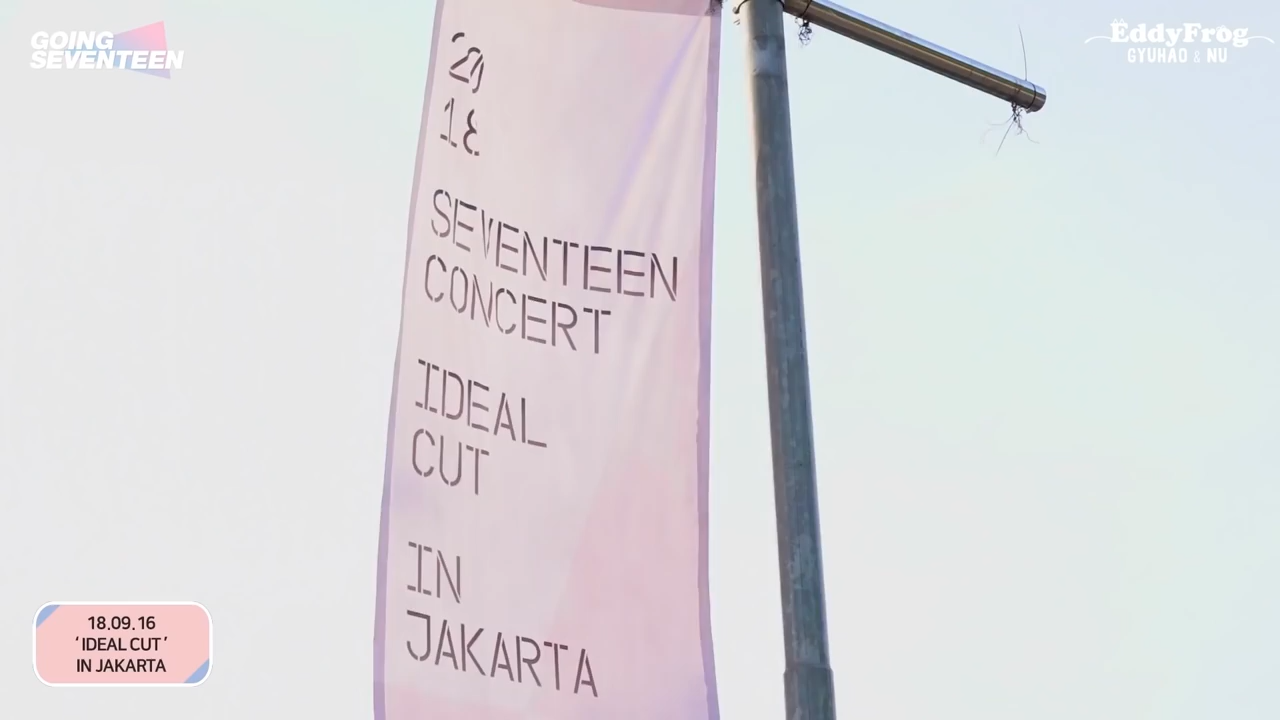 GOING
SEVENTEEN
EddyFrog
GYUHAO & NU
20
18
SEVENTEEN
CONCERT
IDEAL
CUT
IN
JAKARTA
18.09.16
‘IDEAL CUT’
IN JAKARTA